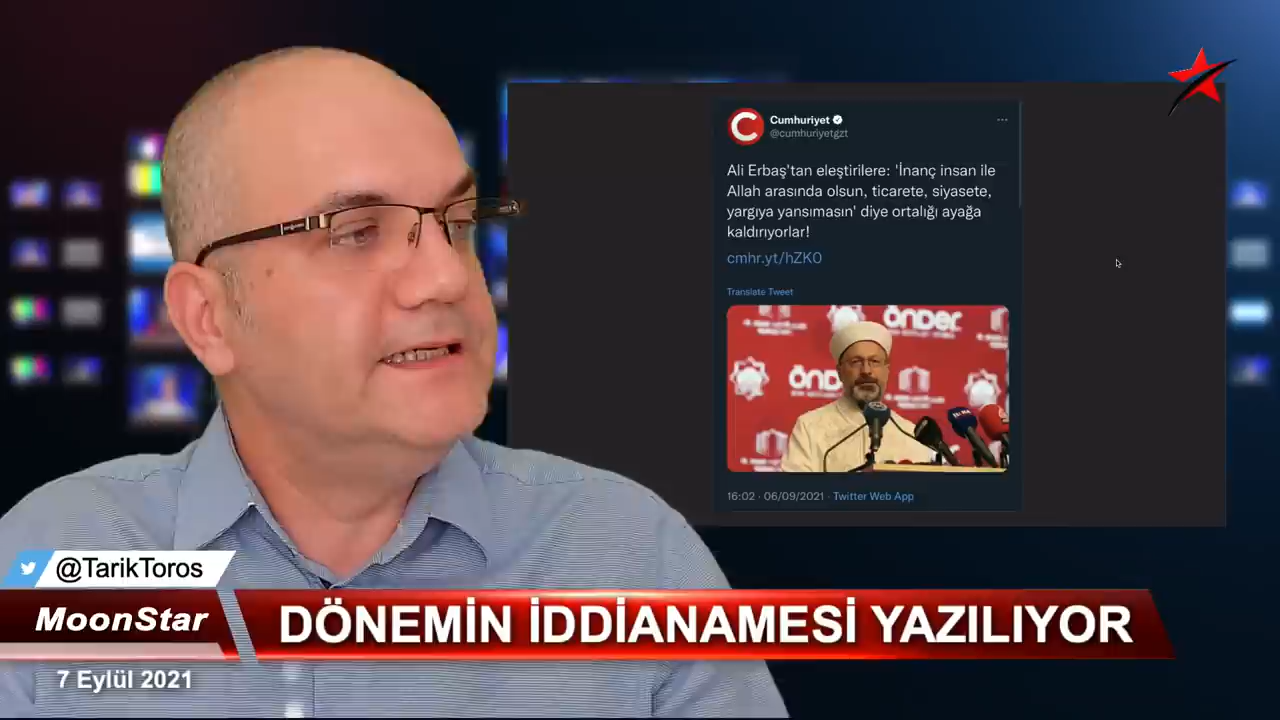 Cumhuriyet
@cumhuriyetgzt
Ali Erbaş'tan eleştirilere: 'İnanç insan ile
Allah arasında olsun, ticarete, siyasete,
yargıya yansımasın' diye ortalığı ayağa
kaldırıyorlar!
cmhr.yt/hZK0
Translate Tweet
ÖNDER
ÖND
16:02 · 06/09/2021 · Twitter Web App
@TarikToros
MoonStar
DÖNEMİN İDDİANAMESİ YAZILIYOR
7 Eylül 2021